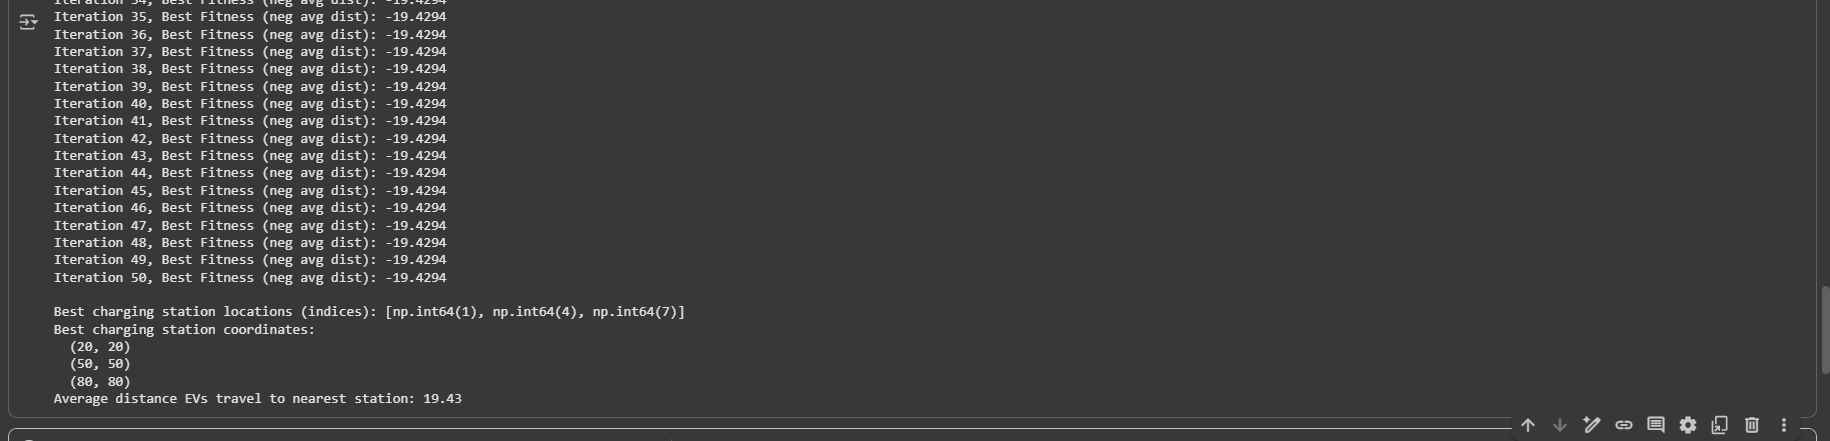 Iteration 34, Best Fitness (neg avg dist): -19.4294
Iteration 35, Best Fitness (neg avg dist): -19.4294
Iteration 36, Best Fitness (neg avg dist): -19.4294
Iteration 37, Best Fitness (neg avg dist): -19.4294
Iteration 38, Best Fitness (neg avg dist): -19.4294
Iteration 39, Best Fitness (neg avg dist): -19.4294
Iteration 40, Best Fitness (neg avg dist): -19.4294
Iteration 41, Best Fitness (neg avg dist): -19.4294
Iteration 42, Best Fitness (neg avg dist): -19.4294
Iteration 43, Best Fitness (neg avg dist): -19.4294
Iteration 44, Best Fitness (neg avg dist): -19.4294
Iteration 45, Best Fitness (neg avg dist): -19.4294
Iteration 46, Best Fitness (neg avg dist): -19.4294
Iteration 47, Best Fitness (neg avg dist): -19.4294
Iteration 48, Best Fitness (neg avg dist): -19.4294
Iteration 49, Best Fitness (neg avg dist): -19.4294
Iteration 50, Best Fitness (neg avg dist): -19.4294
Best charging station locations (indices): [np.int64(1), np.int64(4), np.int64(7)]
Best charging station coordinates:
(20, 20)
(50, 50)
(80, 80)
Average distance EVs travel to nearest station: 19.43